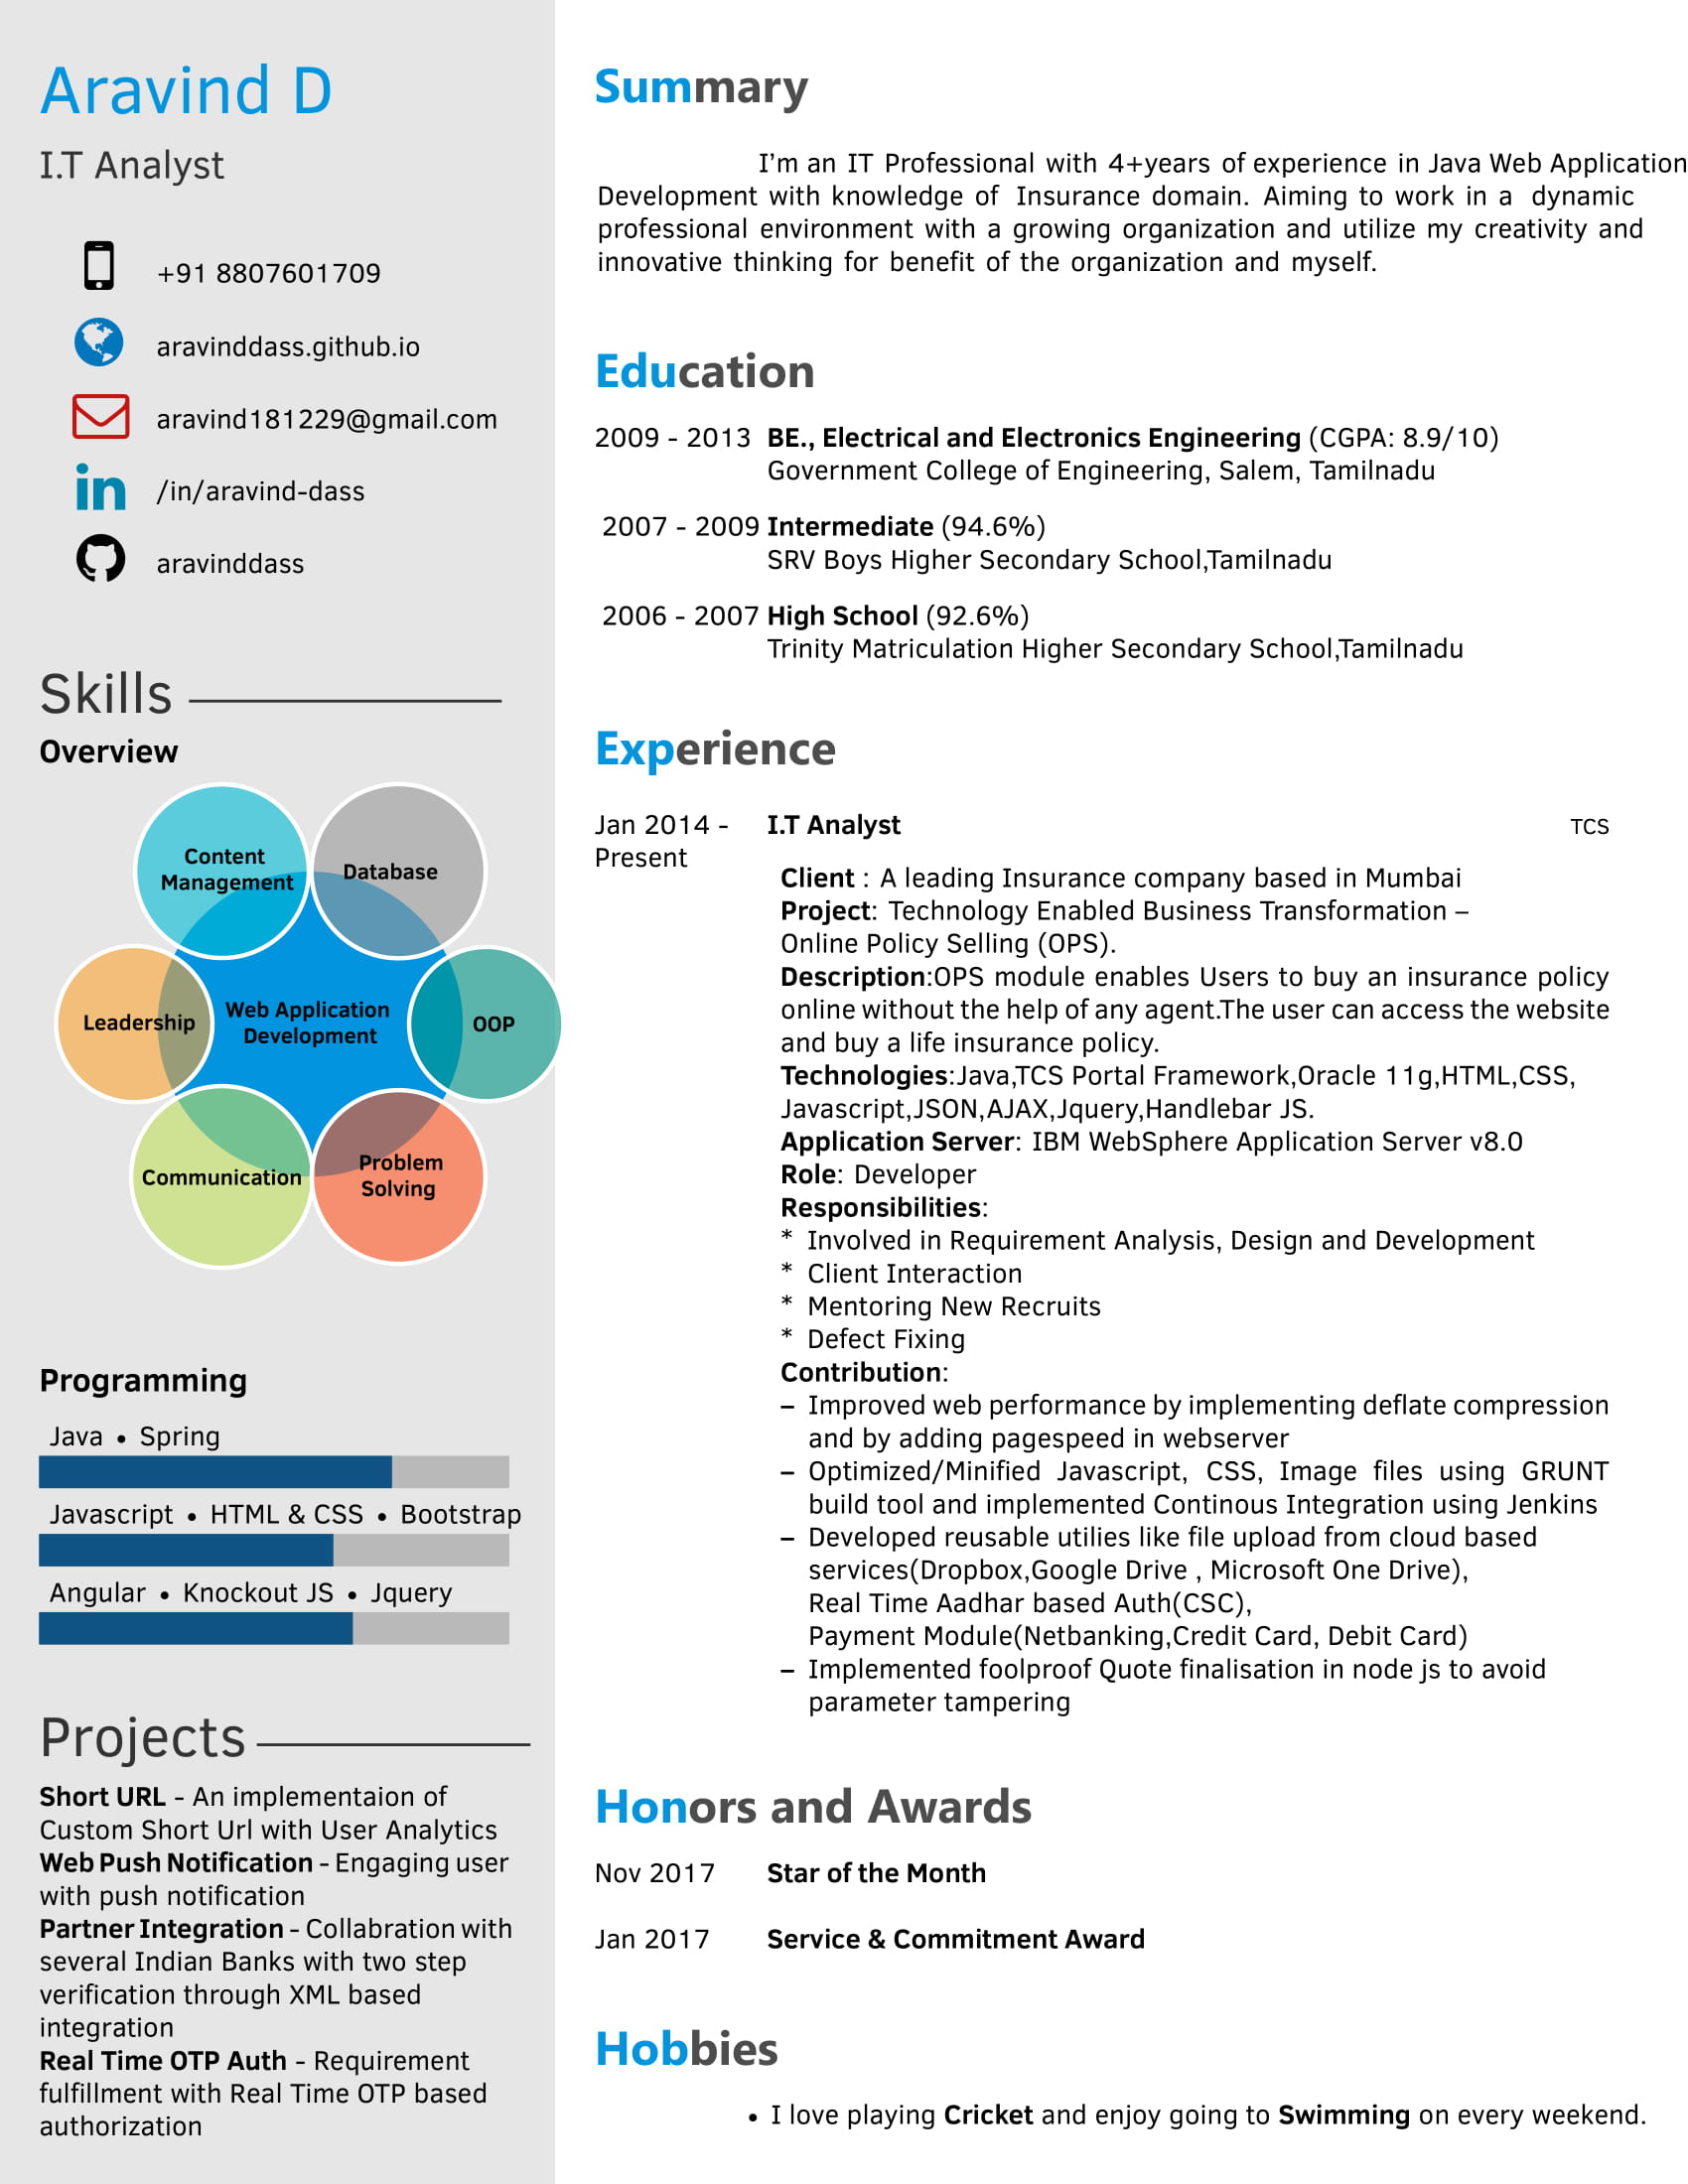 Aravind D
I.T Analyst
+91 8807601709
aravinddass.github.io
aravind181229@gmail.com
/in/aravind-dass
aravinddass
Skills
Overview
Content
Management
Database
Leadership
Web Application
Development
OOP
Communication
Problem
Solving
Programming
Java • Spring
Javascript • HTML & CSS • Bootstrap
Angular • Knockout JS • Jquery
Projects
Short URL - An implementaion of
Custom Short Url with User Analytics
Web Push Notification - Engaging user
with push notification
Partner Integration - Collabration with
several Indian Banks with two step
verification through XML based
integration
Real Time OTP Auth - Requirement
fulfillment with Real Time OTP based
authorization
Summary
I'm an IT Professional with 4+years of experience in Java Web Application
Development with knowledge of Insurance domain. Aiming to work in a dynamic
professional environment with a growing organization and utilize my creativity and
innovative thinking for benefit of the organization and myself.
Education
2009 - 2013 BE., Electrical and Electronics Engineering (CGPA: 8.9/10)
Government College of Engineering, Salem, Tamilnadu
2007 - 2009 Intermediate (94.6%)
SRV Boys Higher Secondary School,Tamilnadu
2006 - 2007 High School (92.6%)
Trinity Matriculation Higher Secondary School,Tamilnadu
Experience
Jan 2014 - I.T Analyst TCS
Present
Client : A leading Insurance company based in Mumbai
Project: Technology Enabled Business Transformation –
Online Policy Selling (OPS).
Description:OPS module enables Users to buy an insurance policy
online without the help of any agent.The user can access the website
and buy a life insurance policy.
Technologies:Java,TCS Portal Framework,Oracle 11g,HTML,CSS,
Javascript,JSON,AJAX,Jquery,Handlebar JS.
Application Server: IBM WebSphere Application Server v8.0
Role: Developer
Responsibilities:
* Involved in Requirement Analysis, Design and Development
* Client Interaction
* Mentoring New Recruits
* Defect Fixing
Contribution:
– Improved web performance by implementing deflate compression
and by adding pagespeed in webserver
– Optimized/Minified Javascript, CSS, Image files using GRUNT
build tool and implemented Continous Integration using Jenkins
– Developed reusable utilies like file upload from cloud based
services(Dropbox,Google Drive , Microsoft One Drive),
Real Time Aadhar based Auth(CSC),
Payment Module(Netbanking,Credit Card, Debit Card)
– Implemented foolproof Quote finalisation in node js to avoid
parameter tampering
Honors and Awards
Nov 2017 Star of the Month
Jan 2017 Service & Commitment Award
Hobbies
• I love playing Cricket and enjoy going to Swimming on every weekend.